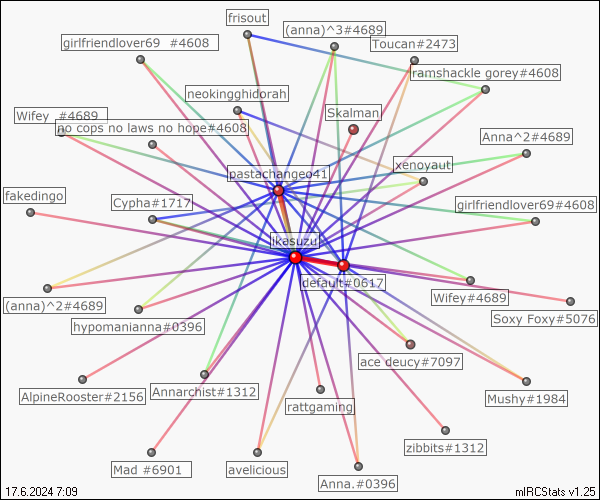 frisout
(anna)^3#4689
girlfriendlover69  #4608
Toucan#2473
ramshackle gorey#4608
neokingghidorah
Skalman
Wifey  #4689
no cops no laws no hope#4608
Anna^2#4689
pastachangeo41
xenoyaut
fakedingo
Cypha#1717
girlfriendlover69#4608
ikesuzu
default#0617
(anna)^2#4689
Wifey#4689
Soxy Foxy#5076
hypomanianna#0396
ace deucy#7097
AlpineRooster#2156
Annarchist#1312
rattgaming
Mushy#1984
zibbits#1312
Mad #6901
avelicious
Anna.#0396
17.6.2024 7:09
mIRCStats v1.25